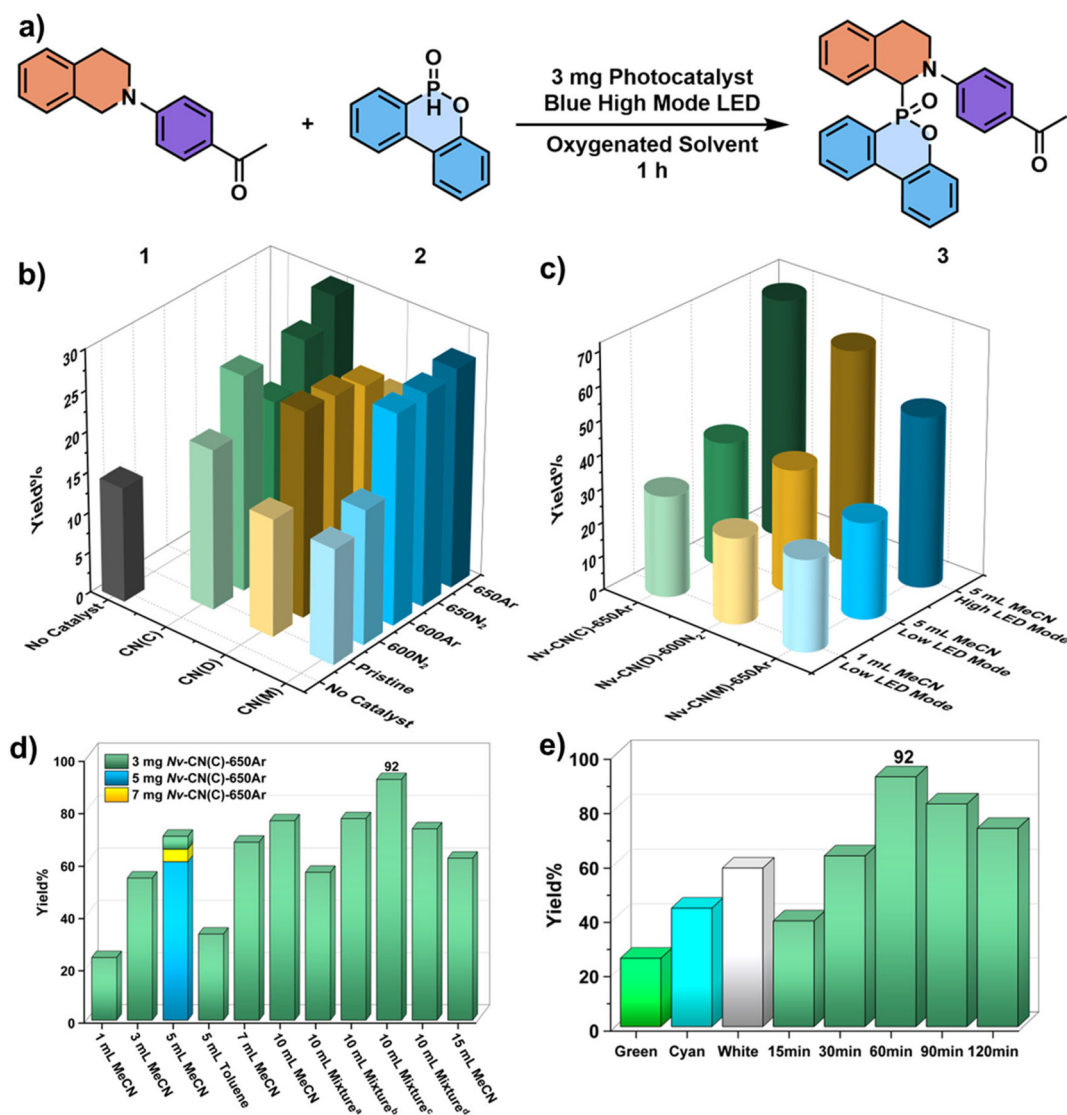 a)
N
O
+
O
P
H
O
3 mg Photocatalyst
Blue High Mode LED
Oxygenated Solvent
1 h
N
P
O
O
O
1
2
3
b)
Yield%
30
25
20
15
10
5
0
No Catalyst
CN(C)
CN(D)
CN(M)
No Catalyst
Pristine
600N₂
600Ar
650N₂
650Ar
c)
Yield%
70
60
50
40
30
20
10
0
Nv-CN(C)-650Ar
Nv-CN(D)-600N₂
Nv-CN(M)-650Ar
1 mL MeCN
Low LED Mode
5 mL MeCN
Low LED Mode
5 mL MeCN
High LED Mode
d)
3 mg Nv-CN(C)-650Ar
5 mg Nv-CN(C)-650Ar
7 mg Nv-CN(C)-650Ar
92
Yield%
100
80
60
40
20
0
1 mL MeCN
3 mL MeCN
5 mL MeCN
5 mL Toluene
7 mL MeCN
10 mL MeCN
10 mL Mixtureᵃ
10 mL Mixtureᵇ
10 mL Mixtureᶜ
10 mL Mixtureᵈ
15 mL MeCN
e)
92
Yield%
100
80
60
40
20
0
Green
Cyan
White
15min
30min
60min
90min
120min